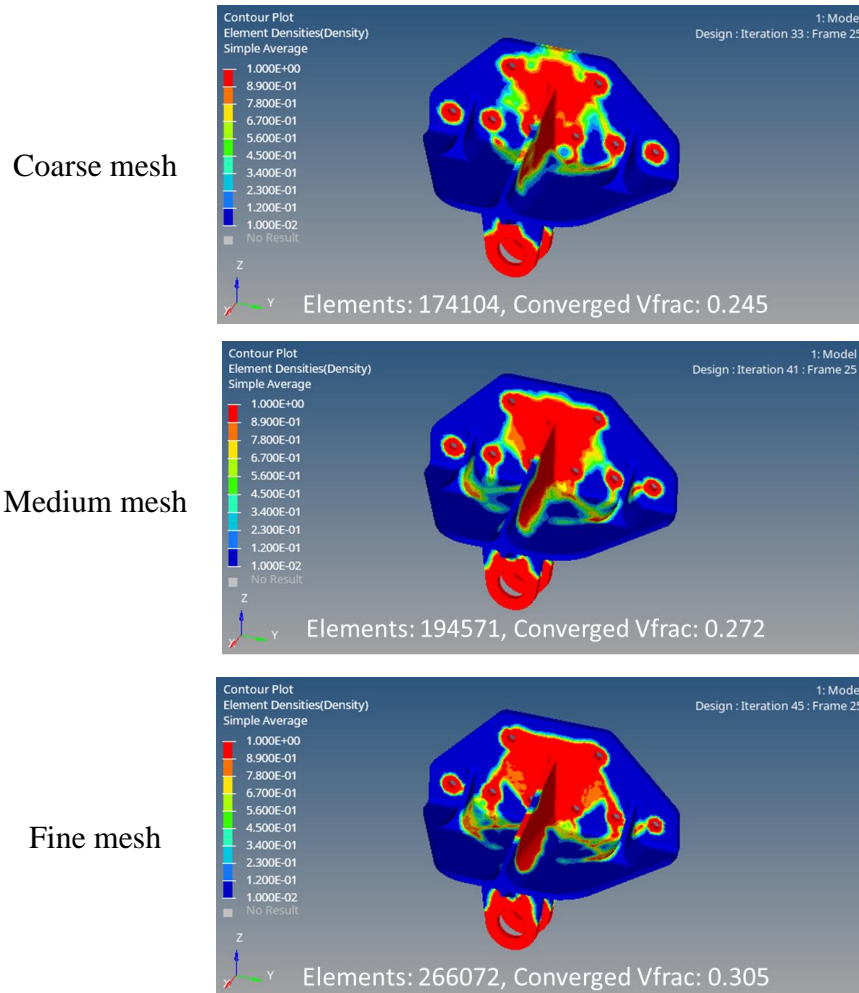 Contour Plot
Element Densities(Density)
Simple Average
1: Mode
Design : Iteration 33 : Frame 25
1.000E+00
8.900E-01
7.800E-01
6.700E-01
5.600E-01
4.500E-01
3.400E-01
2.300E-01
1.200E-01
1.000E-02
No Result
Coarse mesh
Z
Y
X
Elements: 174104, Converged Vfrac: 0.245
Contour Plot
Element Densities(Density)
Simple Average
1: Model
Design : Iteration 41 : Frame 25
1.000E+00
8.900E-01
7.800E-01
6.700E-01
5.600E-01
4.500E-01
3.400E-01
2.300E-01
1.200E-01
1.000E-02
No Result
Medium mesh
Z
Y
X
Elements: 194571, Converged Vfrac: 0.272
Contour Plot
Element Densities(Density)
Simple Average
1: Mode
Design : Iteration 45 : Frame 25
1.000E+00
8.900E-01
7.800E-01
6.700E-01
5.600E-01
4.500E-01
3.400E-01
2.300E-01
1.200E-01
1.000E-02
No Result
Fine mesh
Z
Y
X
Elements: 266072, Converged Vfrac: 0.305